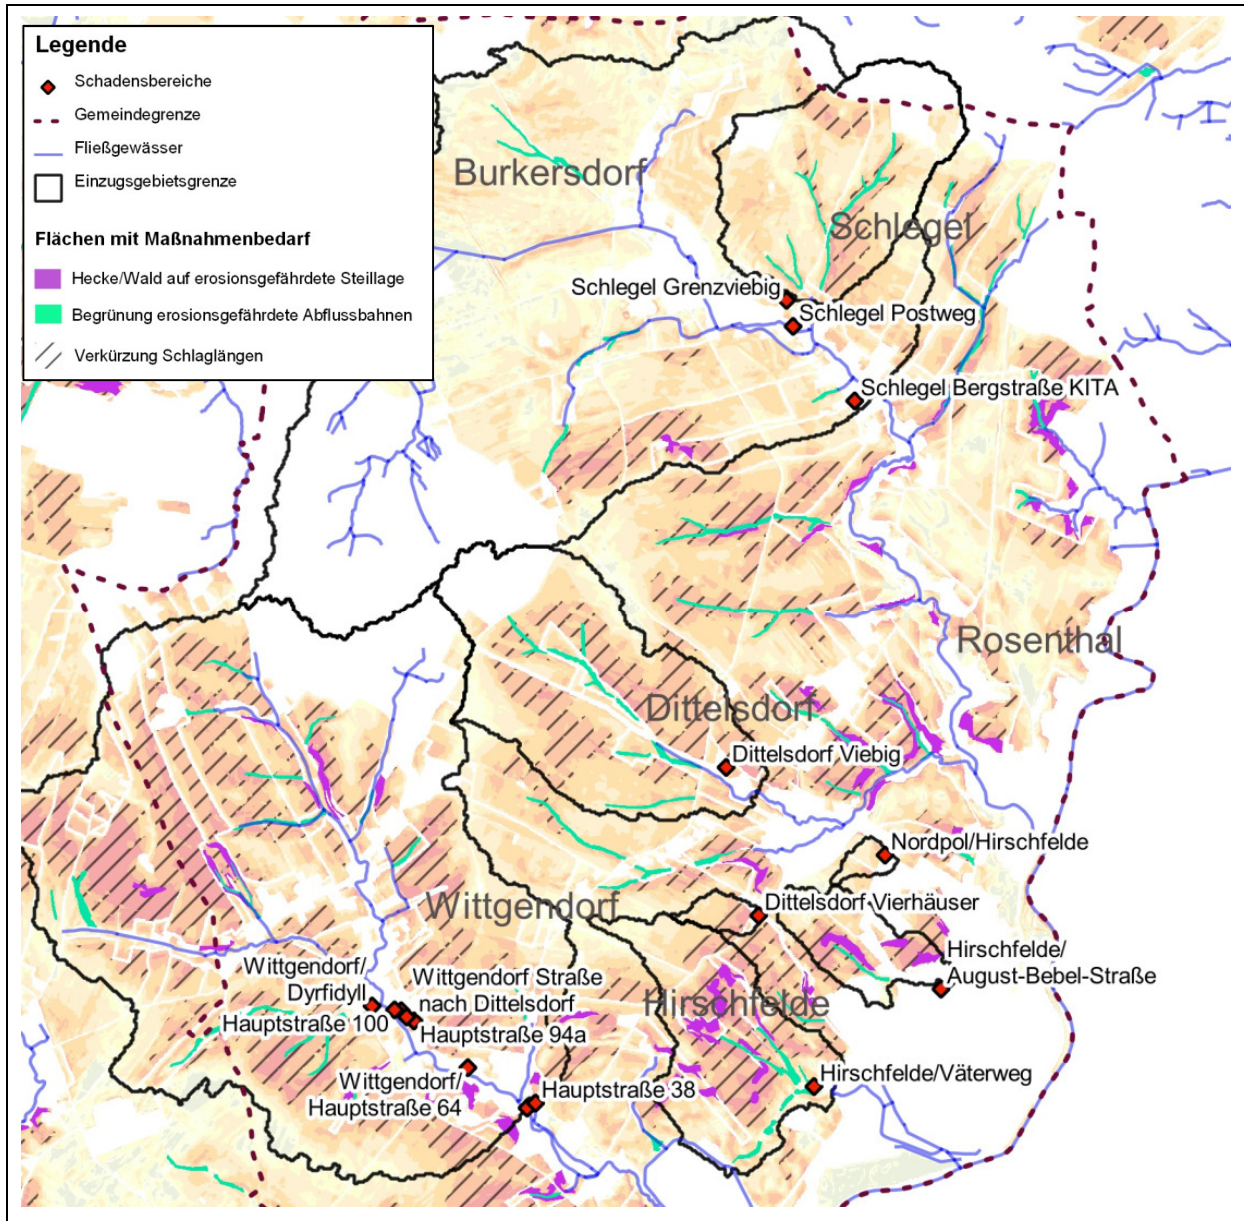 Legende
Schadensbereiche
Gemeindegrenze
Fließgewässer
Einzugsgebietsgrenze
Flächen mit Maßnahmenbedarf
Hecke/Wald auf erosionsgefährdete Steillage
Begrünung erosionsgefährdete Abflussbahnen
Verkürzung Schlaglängen
Burkersdorf
Schlegel
Schlegel Grenzviebig
Schlegel Postweg
Schlegel Bergstraße KITA
Rosenthal
Dittelsdorf
Dittelsdorf Viebig
Nordpol/Hirschfelde
Wittgendorf
Dittelsdorf Vierhäuser
Hirschfelde/
August-Bebel-Straße
Hirschfelde
Wittgendorf/
Dyrfidyll
Wittgendorf Straße
nach Dittelsdorf
Hauptstraße 100
Hauptstraße 94a
Wittgendorf/
Hauptstraße 64
Hauptstraße 38
Hirschfelde/Väterweg